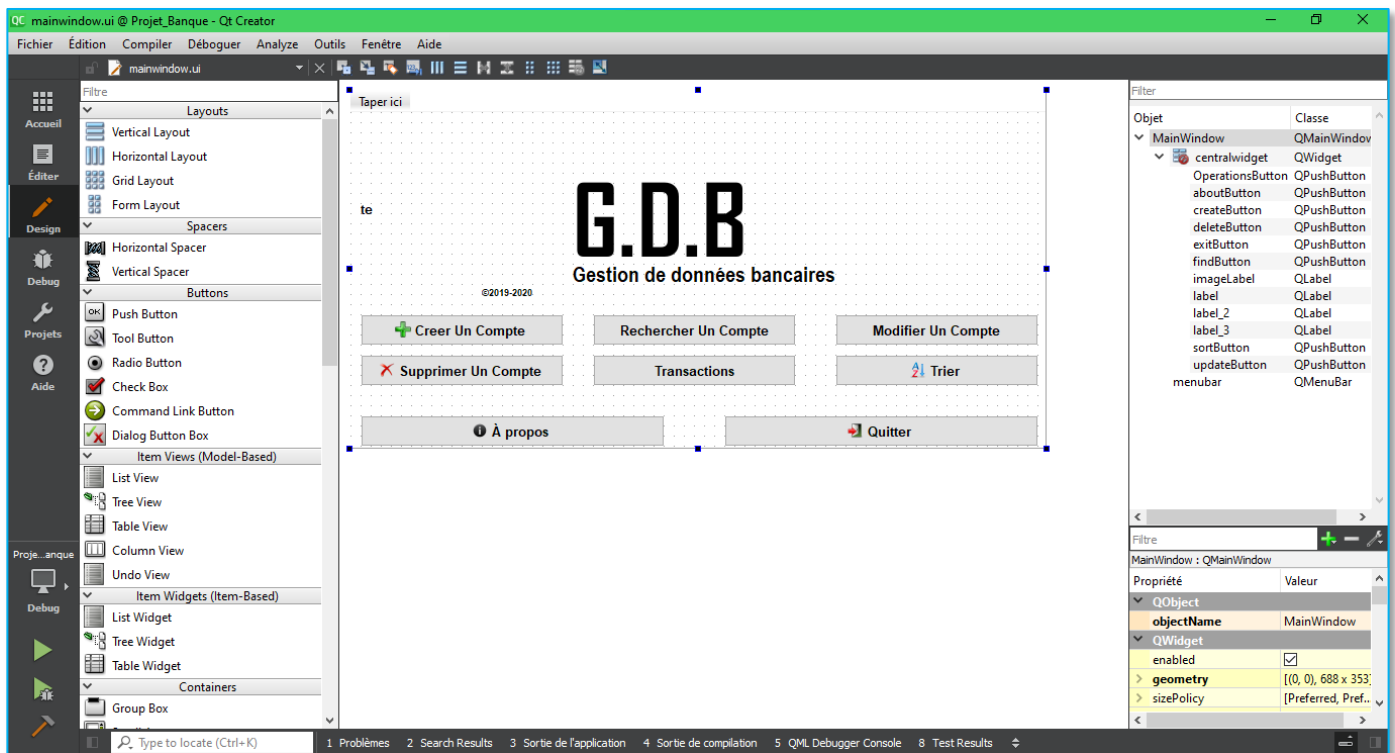 QC mainwindow.ui @ Projet_Banque - Qt Creator
Fichier Édition Compiler Déboguer Analyze Outils Fenêtre Aide
mainwindow.ui
Accueil
Éditer
Design
Debug
Projets
Aide
Proje...anque
Debug
Filtre
Layouts
Vertical Layout
Horizontal Layout
Grid Layout
Form Layout
Spacers
Horizontal Spacer
Vertical Spacer
Buttons
OK Push Button
Tool Button
Radio Button
Check Box
Command Link Button
Dialog Button Box
Item Views (Model-Based)
List View
Tree View
Table View
Column View
Undo View
Item Widgets (Item-Based)
List Widget
Tree Widget
Table Widget
Containers
Group Box
Taper ici
te
G.D.B
Gestion de données bancaires
©2019-2020
Creer Un Compte Rechercher Un Compte Modifier Un Compte
Supprimer Un Compte Transactions Trier
À propos Quitter
Filter
Objet Classe
MainWindow QMainWindow
centralwidget QWidget
OperationsButton QPushButton
aboutButton QPushButton
createButton QPushButton
deleteButton QPushButton
exitButton QPushButton
findButton QPushButton
imageLabel QLabel
label QLabel
label_2 QLabel
label_3 QLabel
sortButton QPushButton
updateButton QPushButton
menubar QMenuBar
Filtre
MainWindow : QMainWindow
Propriété Valeur
QObject
objectName MainWindow
QWidget
enabled
geometry [(0, 0), 688 x 353]
sizePolicy [Preferred, Pref...
Type to locate (Ctrl+K) 1 Problèmes 2 Search Results 3 Sortie de l'application 4 Sortie de compilation 5 QML Debugger Console 8 Test Results